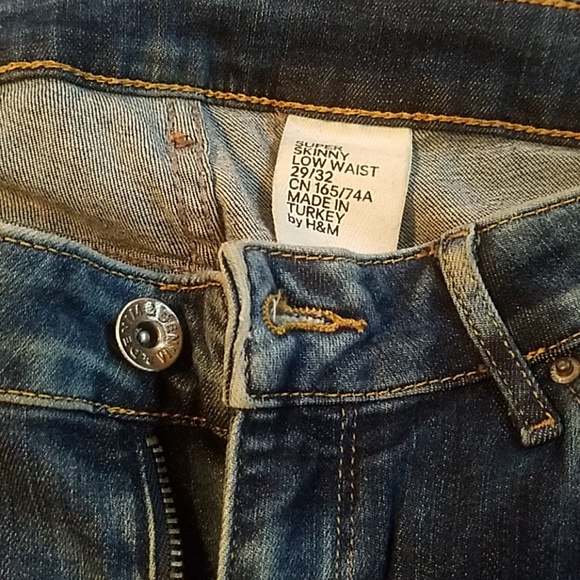 SUPER
SKINNY
LOW WAIST
29/32
CN 165/74A
MADE IN
TURKEY
by H&M